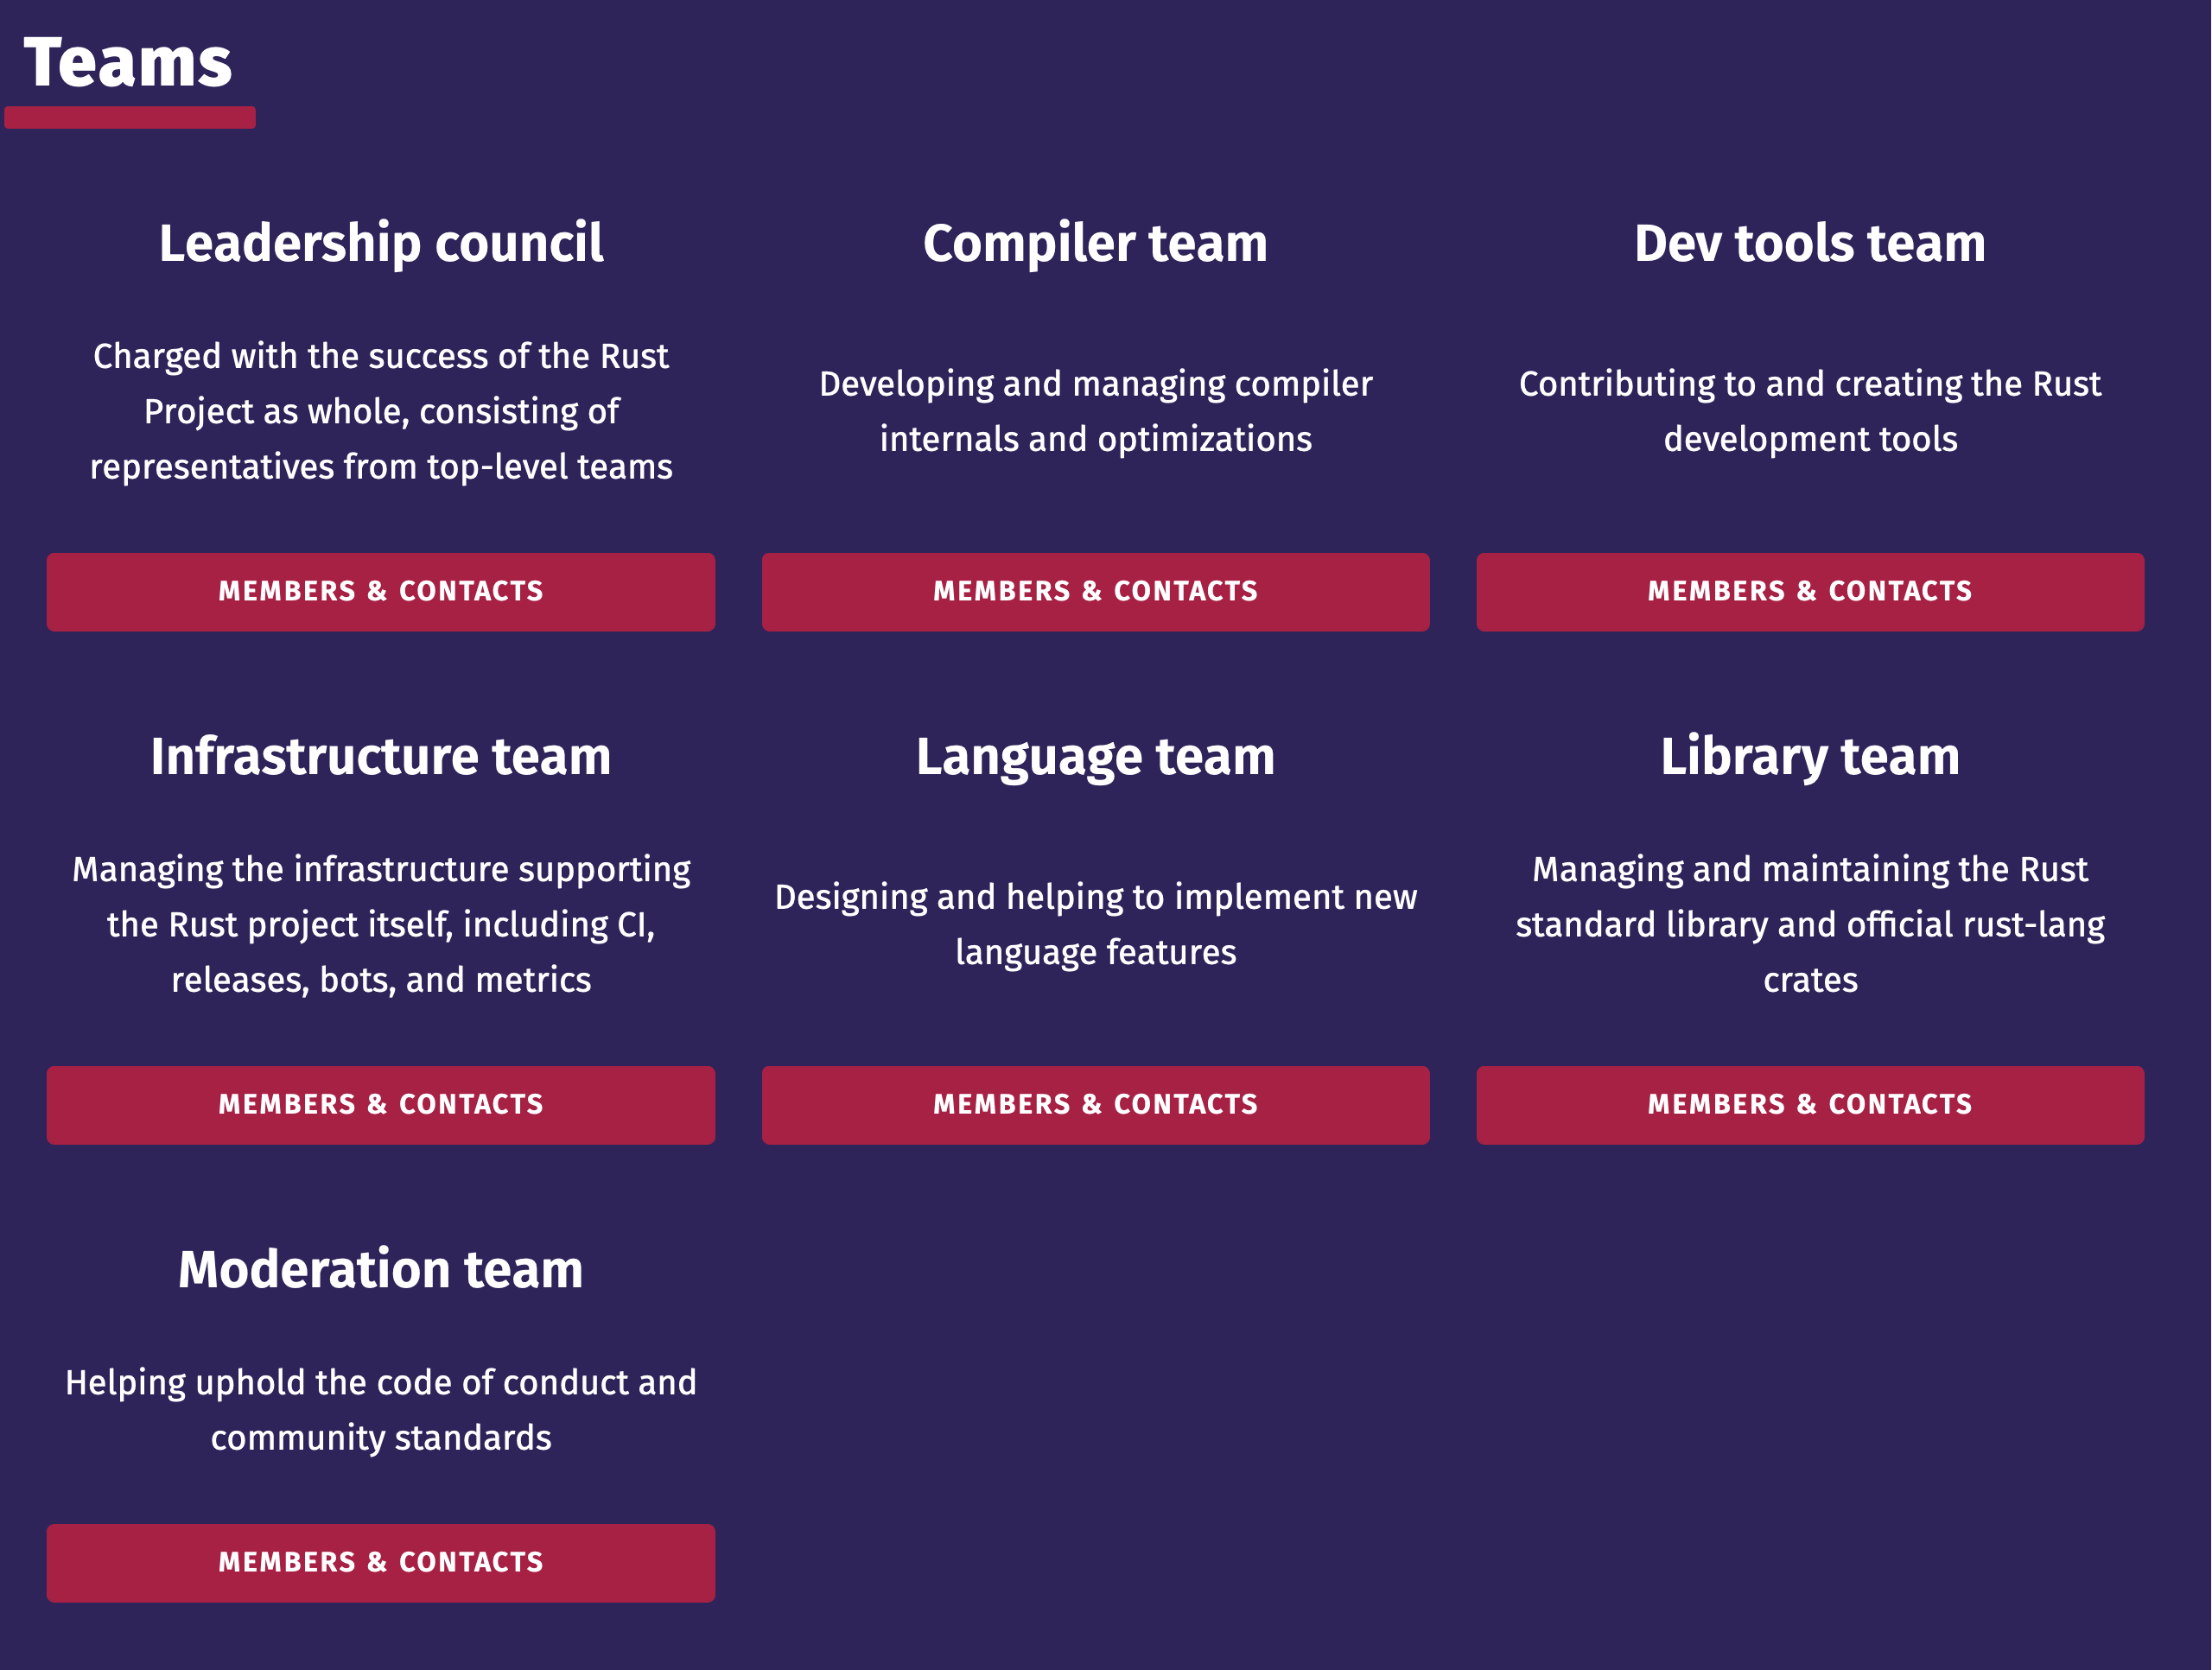 Teams
Leadership council
Charged with the success of the Rust
Project as whole, consisting of
representatives from top-level teams
MEMBERS & CONTACTS
Compiler team
Developing and managing compiler
internals and optimizations
MEMBERS & CONTACTS
Dev tools team
Contributing to and creating the Rust
development tools
MEMBERS & CONTACTS
Infrastructure team
Managing the infrastructure supporting
the Rust project itself, including CI,
releases, bots, and metrics
MEMBERS & CONTACTS
Language team
Designing and helping to implement new
language features
MEMBERS & CONTACTS
Library team
Managing and maintaining the Rust
standard library and official rust-lang
crates
MEMBERS & CONTACTS
Moderation team
Helping uphold the code of conduct and
community standards
MEMBERS & CONTACTS